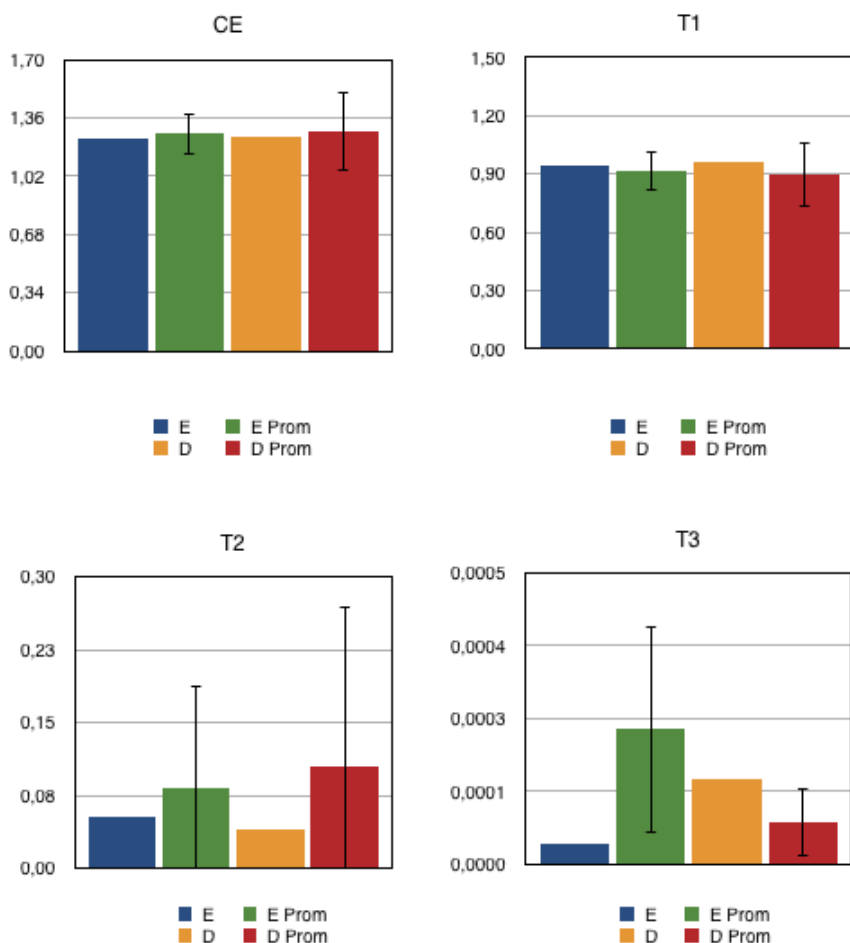 CE
1,70
1,36
1,02
0,68
0,34
0,00
E E Prom
D D Prom
T1
1,50
1,20
0,90
0,60
0,30
0,00
E E Prom
D D Prom
T2
0,30
0,23
0,15
0,08
0,00
E E Prom
D D Prom
T3
0,0005
0,0004
0,0003
0,0001
0,0000
E E Prom
D D Prom